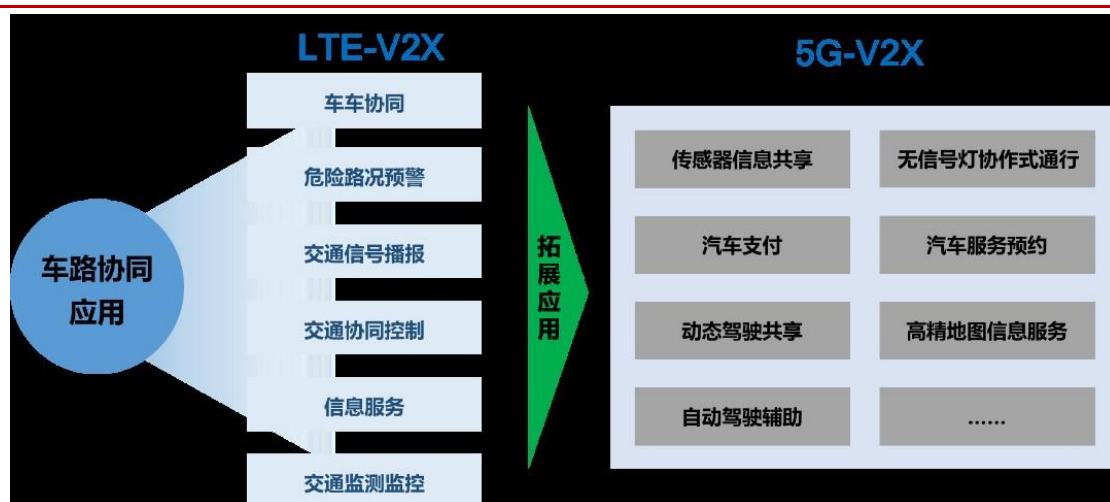 LTE-V2X
5G-V2X
车路协同
应用
车车协同
危险路况预警
交通信号播报
交通协同控制
信息服务
交通监测监控
拓
展
应
用
传感器信息共享
无信号灯协作式通行
汽车支付
汽车服务预约
动态驾驶共享
高精地图信息服务
自动驾驶辅助
......